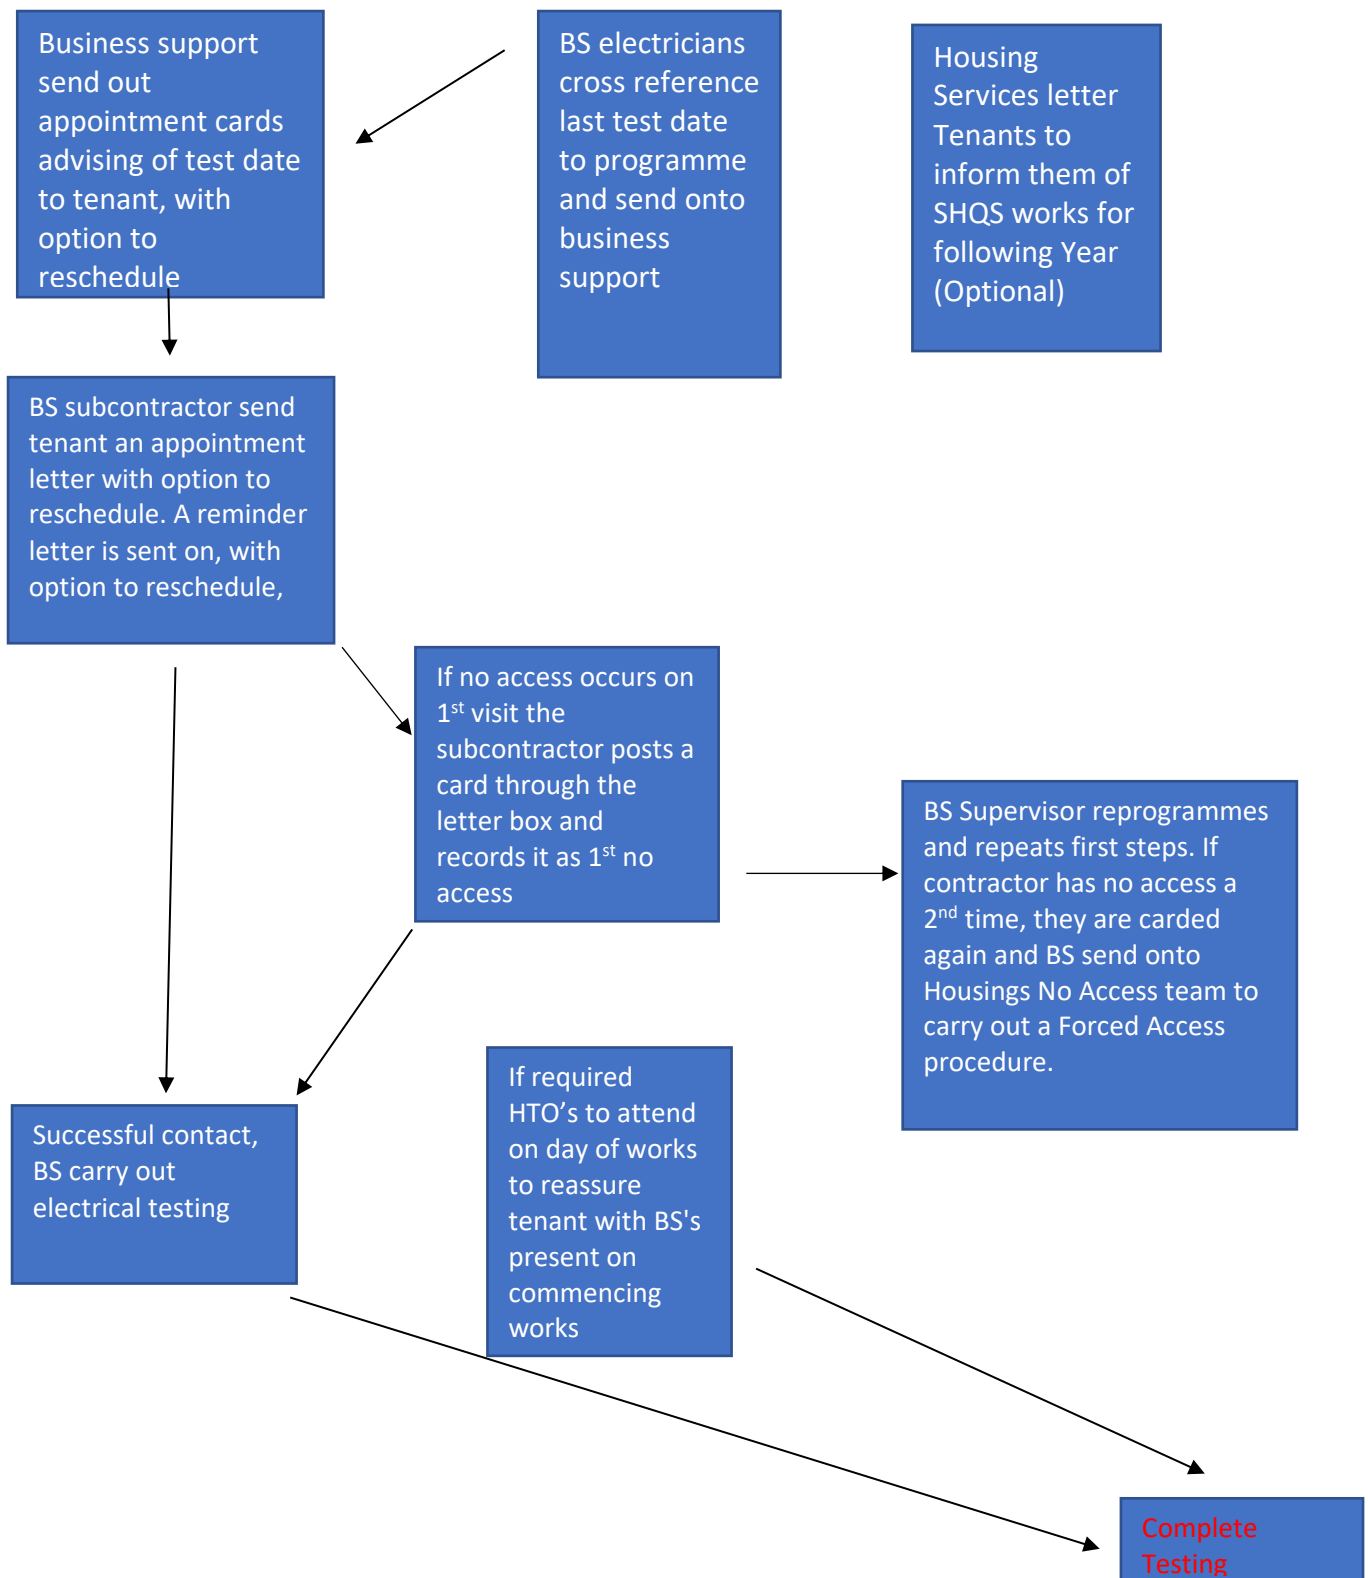 Business support
send out
appointment cards
advising of test date
to tenant, with
option to
reschedule
BS electricians
cross reference
last test date
to programme
and send onto
business
support
Housing
Services letter
Tenants to
inform them of
SHQS works for
following Year
(Optional)
BS subcontractor send
tenant an appointment
letter with option to
reschedule. A reminder
letter is sent on, with
option to reschedule,
If no access occurs on
1st visit the
subcontractor posts a
card through the
letter box and
records it as 1st no
access
BS Supervisor reprogrammes
and repeats first steps. If
contractor has no access a
2nd time, they are carded
again and BS send onto
Housings No Access team to
carry out a Forced Access
procedure.
If required
HTO’s to attend
on day of works
to reassure
tenant with BS's
present on
commencing
works
Successful contact,
BS carry out
electrical testing
Complete
Testing